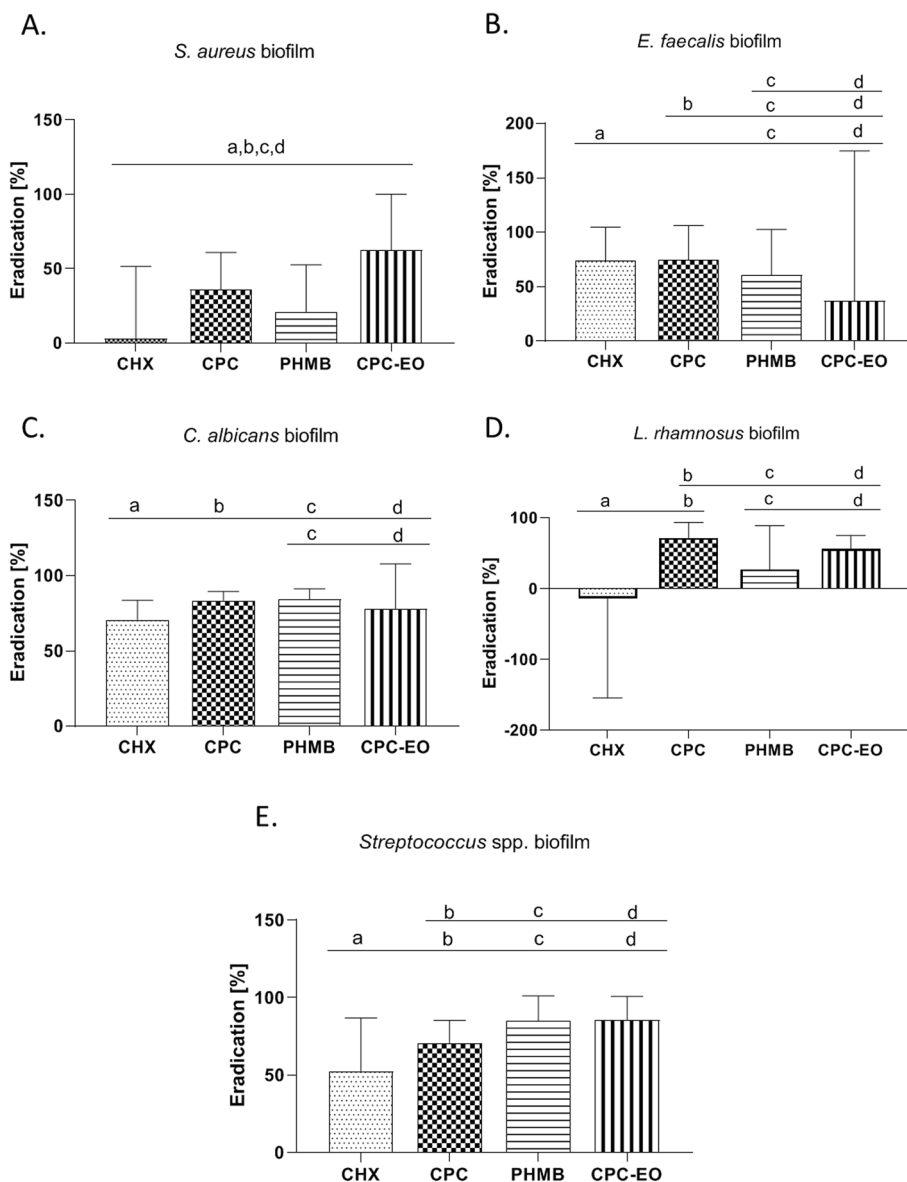 A.
S. aureus biofilm
150
100
50
0
Eradication [%]
a,b,c,d
CHX CPC PHMB CPC-EO
B.
E. faecalis biofilm
c d
b c d
a c d
200
150
100
50
0
Eradication [%]
CHX CPC PHMB CPC-EO
C.
C. albicans biofilm
150
100
50
0
Eradication [%]
a b c d
c d
CHX CPC PHMB CPC-EO
D.
L. rhamnosus biofilm
b c d
a b c d
100
0
-100
-200
Eradication [%]
CHX CPC PHMB CPC-EO
E.
Streptococcus spp. biofilm
b c d
a b c d
150
100
50
0
Eradication [%]
CHX CPC PHMB CPC-EO